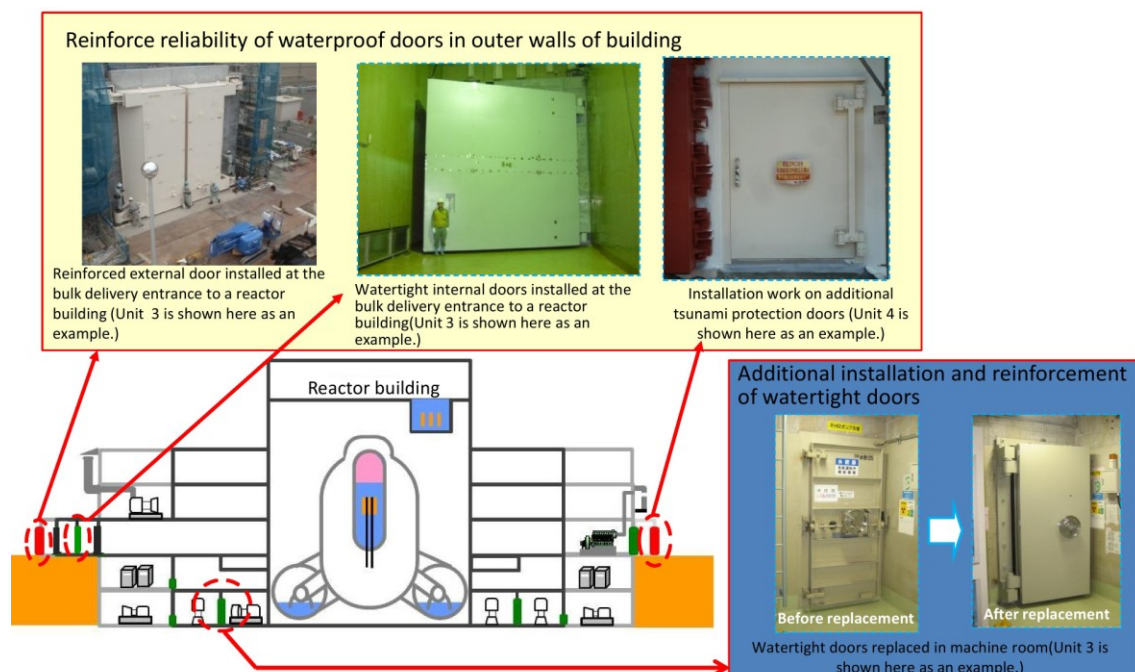 Reinforce reliability of waterproof doors in outer walls of building
Reinforced external door installed at the
bulk delivery entrance to a reactor
building (Unit 3 is shown here as an
example.)
Watertight internal doors installed at the
bulk delivery entrance to a reactor
building(Unit 3 is shown here as an
example.)
Installation work on additional
tsunami protection doors (Unit 4 is
shown here as an example.)
Reactor building
Additional installation and reinforcement
of watertight doors
Before replacement
After replacement
Watertight doors replaced in machine room(Unit 3 is
shown here as an example.)